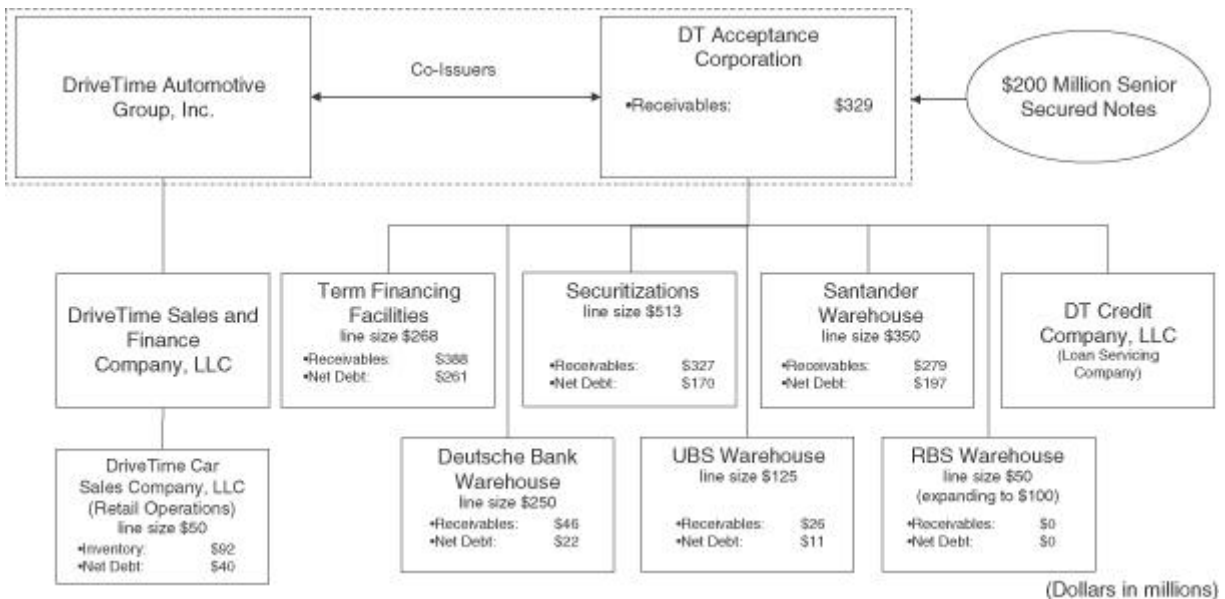 DriveTime Automotive
Group, Inc.
Co-Issuers
DT Acceptance
Corporation
•Receivables: $329
$200 Million Senior
Secured Notes
DriveTime Sales and
Finance
Company, LLC
Term Financing
Facilities
line size $268
•Receivables: $388
•Net Debt: $261
Securitizations
line size $513
•Receivables: $327
•Net Debt: $170
Santander
Warehouse
line size $350
•Receivables: $279
•Net Debt: $197
DT Credit
Company, LLC
(Loan Servicing
Company)
DriveTime Car
Sales Company, LLC
(Retail Operations)
line size $50
•Inventory: $92
•Net Debt: $40
Deutsche Bank
Warehouse
line size $250
•Receivables: $46
•Net Debt: $22
UBS Warehouse
line size $125
•Receivables: $26
•Net Debt: $11
RBS Warehouse
line size $50
(expanding to $100)
•Receivables: $0
•Net Debt: $0
(Dollars in millions)